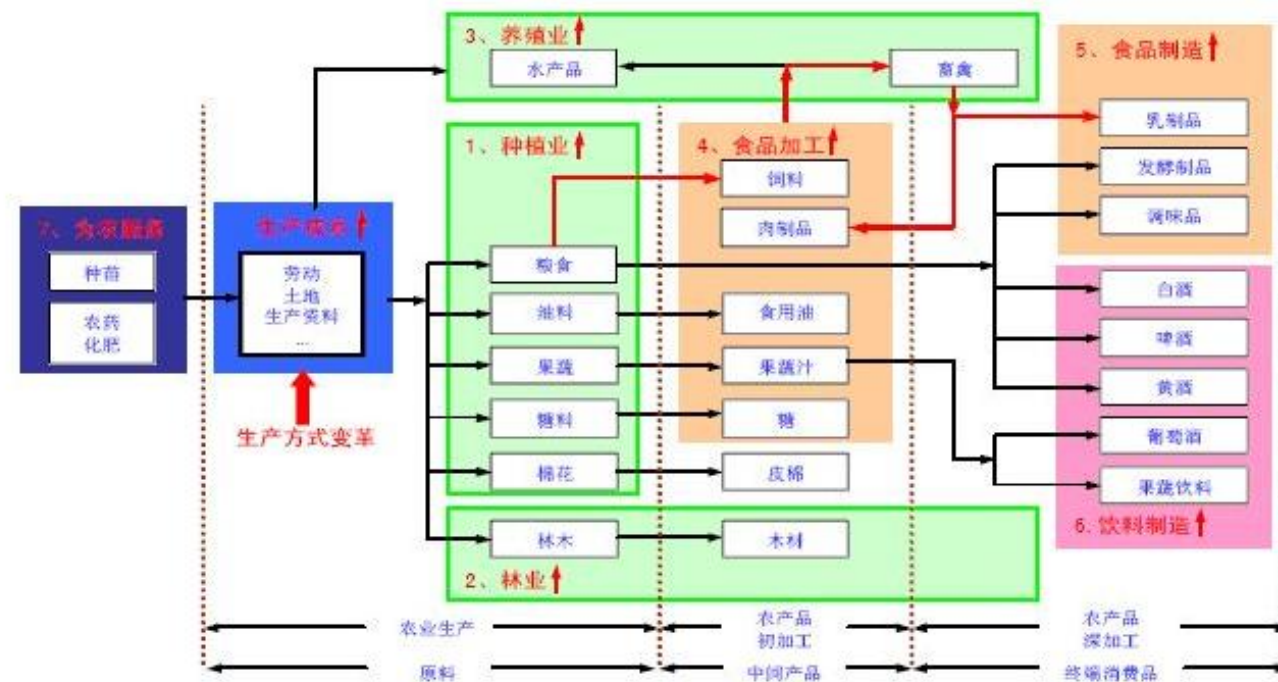 3、养殖业
水产品
畜禽
5、食品制造
乳制品
发酵制品
调味品
1、种植业
4、食品加工
饲料
肉制品
7、为农服务
种苗
农药
化肥
生产成本
劳动
土地
生产资料
...
生产方式变革
粮食
油料
果蔬
糖料
棉花
食用油
果蔬汁
糖
皮棉
白酒
啤酒
黄酒
葡萄酒
果蔬饮料
6.饮料制造
林木
木材
2、林业
农业生产
农产品
初加工
农产品
深加工
原料
中间产品
终端消费品